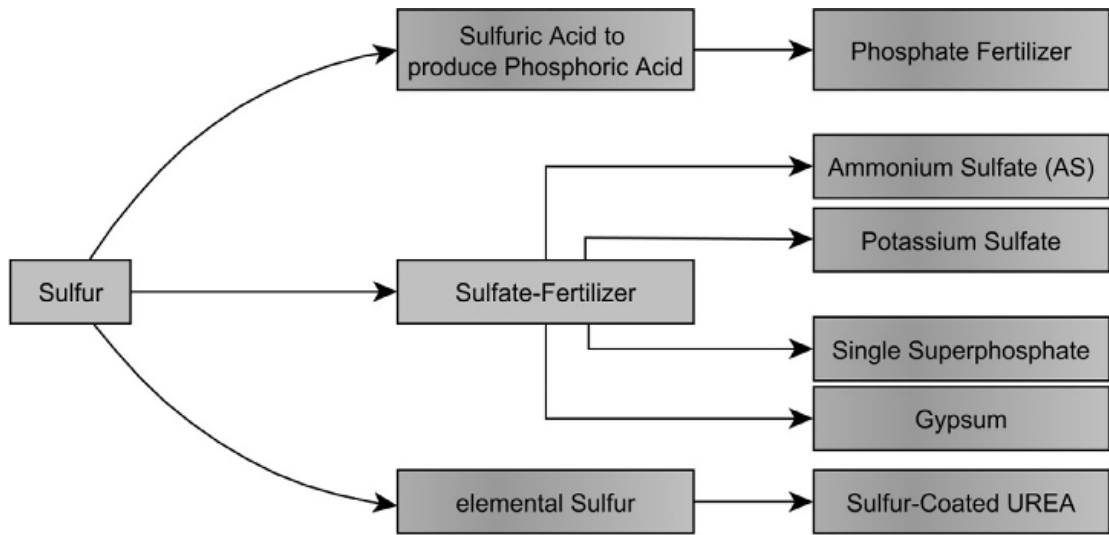 Sulfuric Acid to
produce Phosphoric Acid
Phosphate Fertilizer
Ammonium Sulfate (AS)
Potassium Sulfate
Sulfur
Sulfate-Fertilizer
Single Superphosphate
Gypsum
elemental Sulfur
Sulfur-Coated UREA